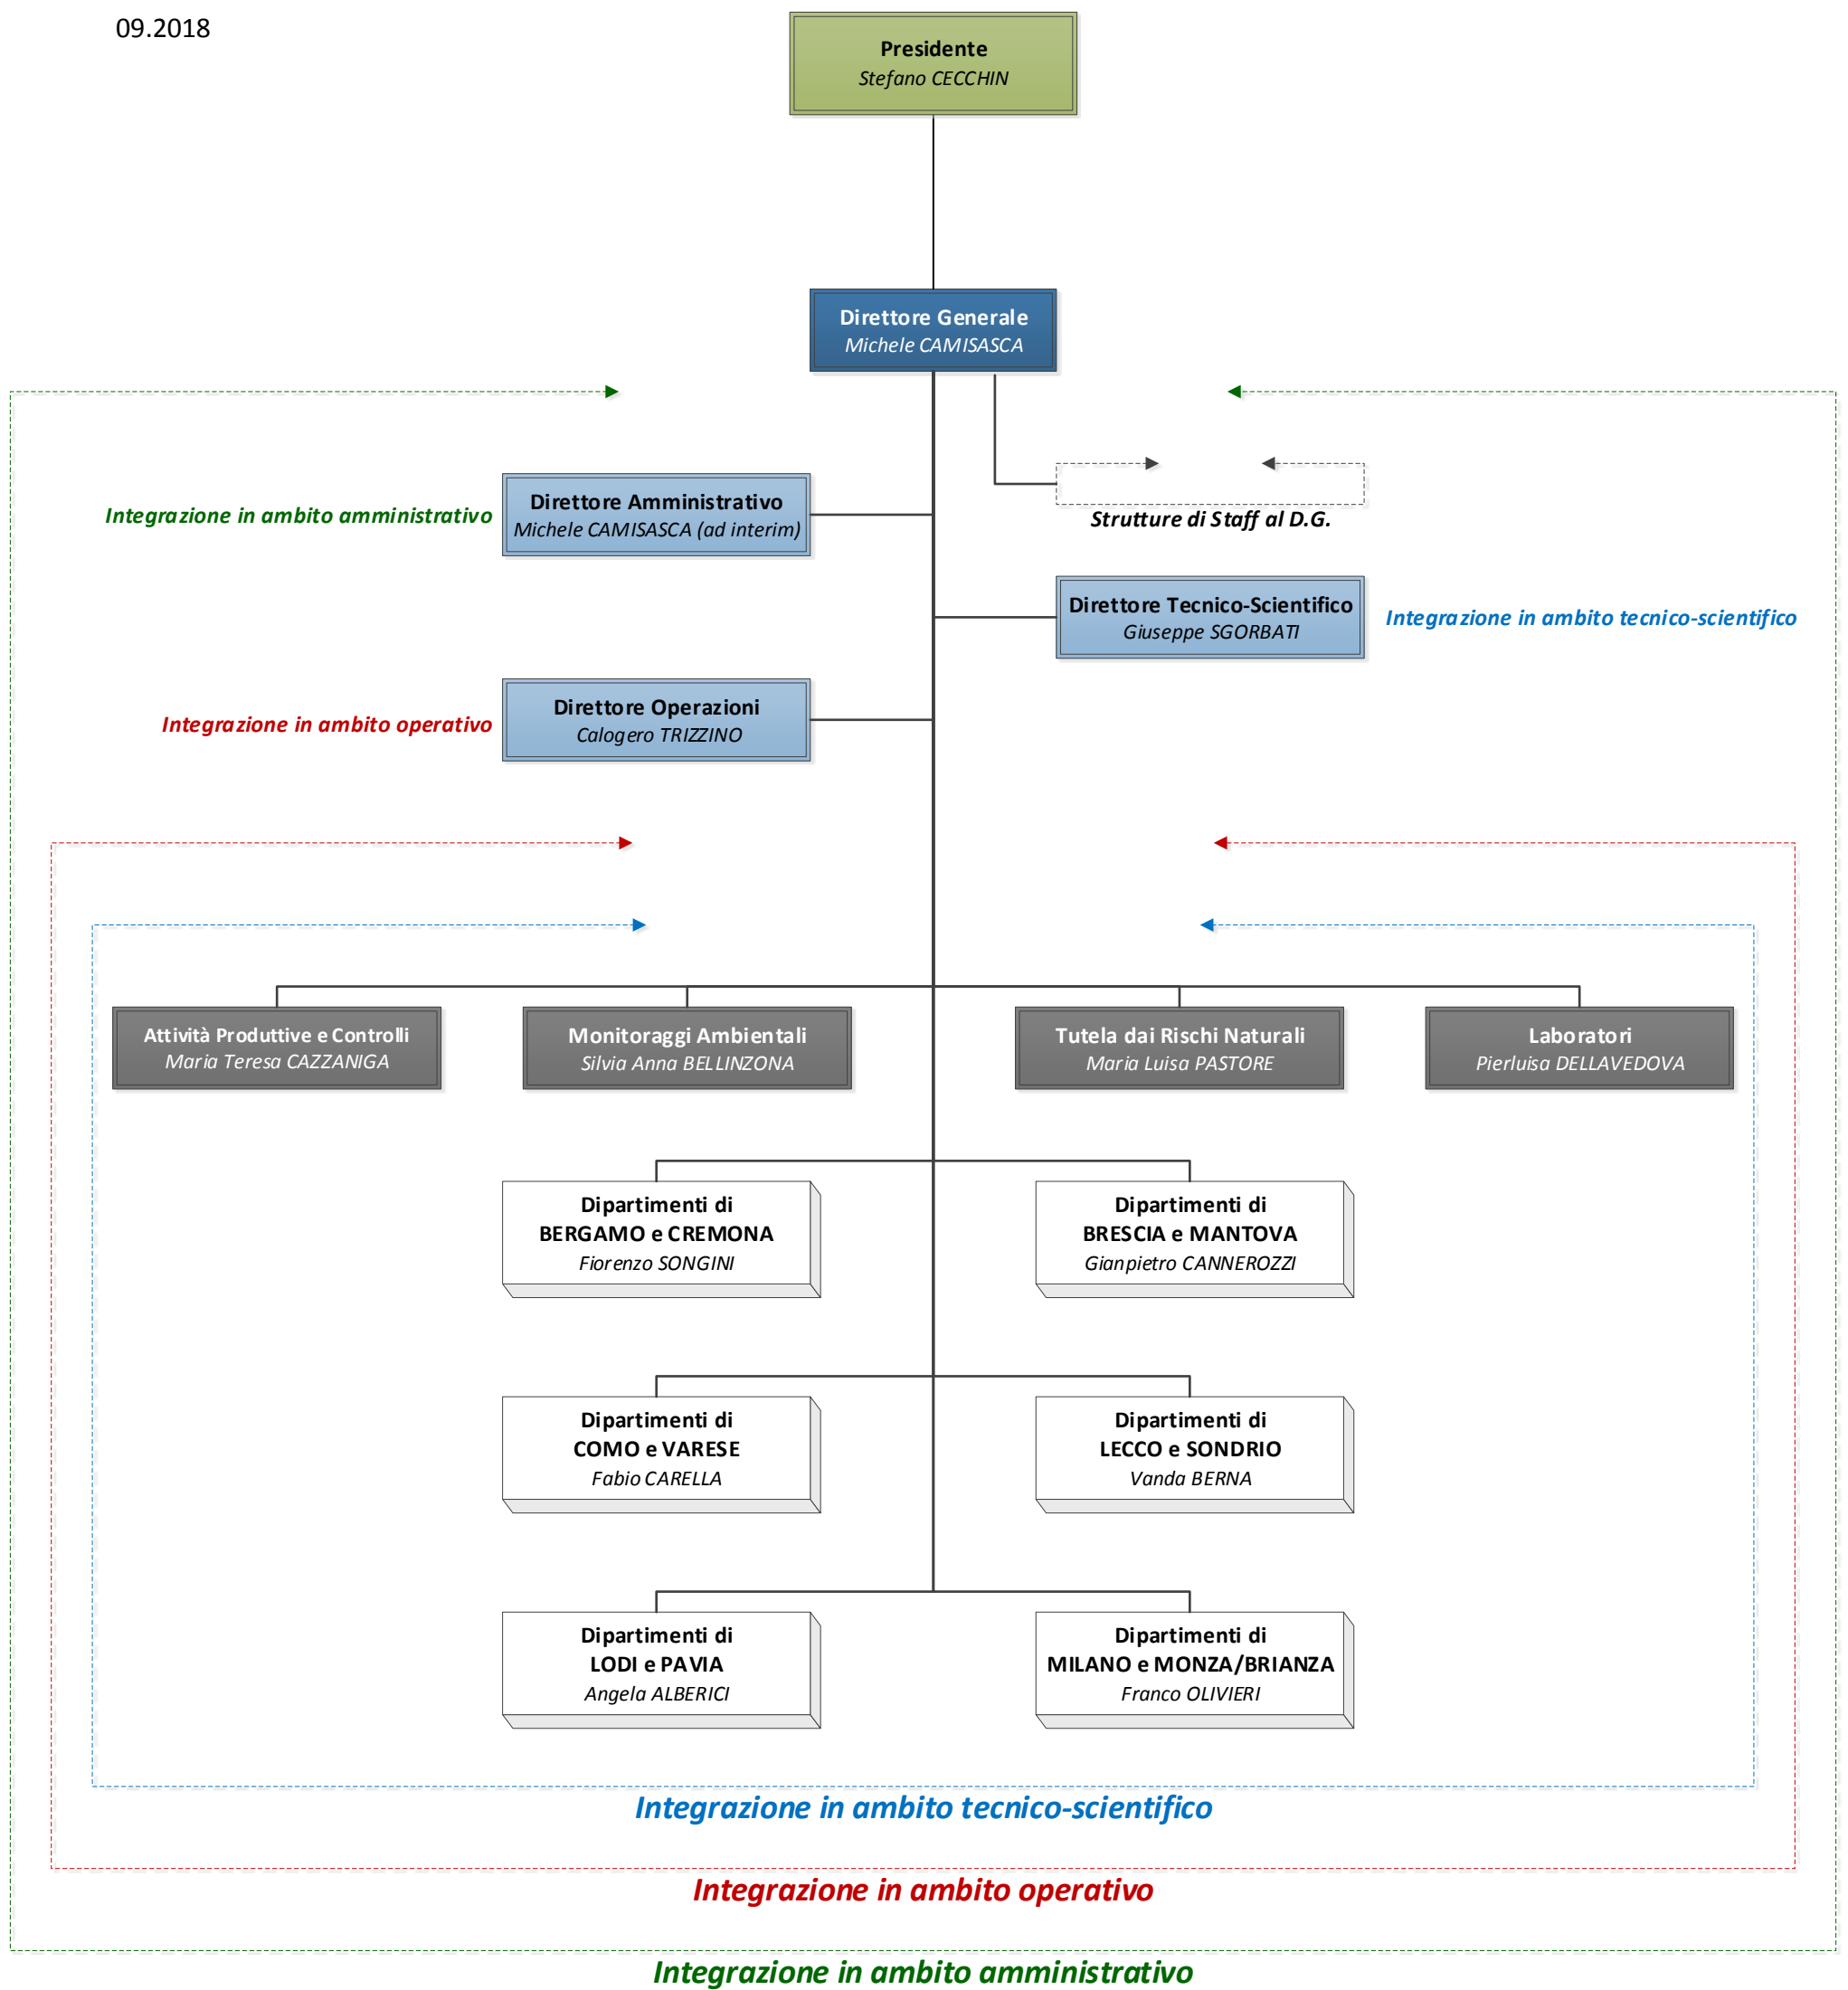 09.2018
Presidente
Stefano CECCHIN
Direttore Generale
Michele CAMISASCA
Direttore Amministrativo
Michele CAMISASCA (ad interim)
Integrazione in ambito amministrativo
Strutture di Staff al D.G.
Direttore Tecnico-Scientifico
Giuseppe SGORBATI
Integrazione in ambito tecnico-scientifico
Direttore Operazioni
Calogero TRIZZINO
Integrazione in ambito operativo
Attività Produttive e Controlli
Maria Teresa CAZZANIGA
Monitoraggi Ambientali
Silvia Anna BELLINZONA
Tutela dai Rischi Naturali
Maria Luisa PASTORE
Laboratori
Pierluisa DELLAVEDOVA
Dipartimenti di
BERGAMO e CREMONA
Fiorenzo SONGINI
Dipartimenti di
BRESCIA e MANTOVA
Gianpietro CANNEROZZI
Dipartimenti di
COMO e VARESE
Fabio CARELLA
Dipartimenti di
LECCO e SONDRIO
Vanda BERNA
Dipartimenti di
LODI e PAVIA
Angela ALBERICI
Dipartimenti di
MILANO e MONZA/BRIANZA
Franco OLIVIERI
Integrazione in ambito tecnico-scientifico
Integrazione in ambito operativo
Integrazione in ambito amministrativo